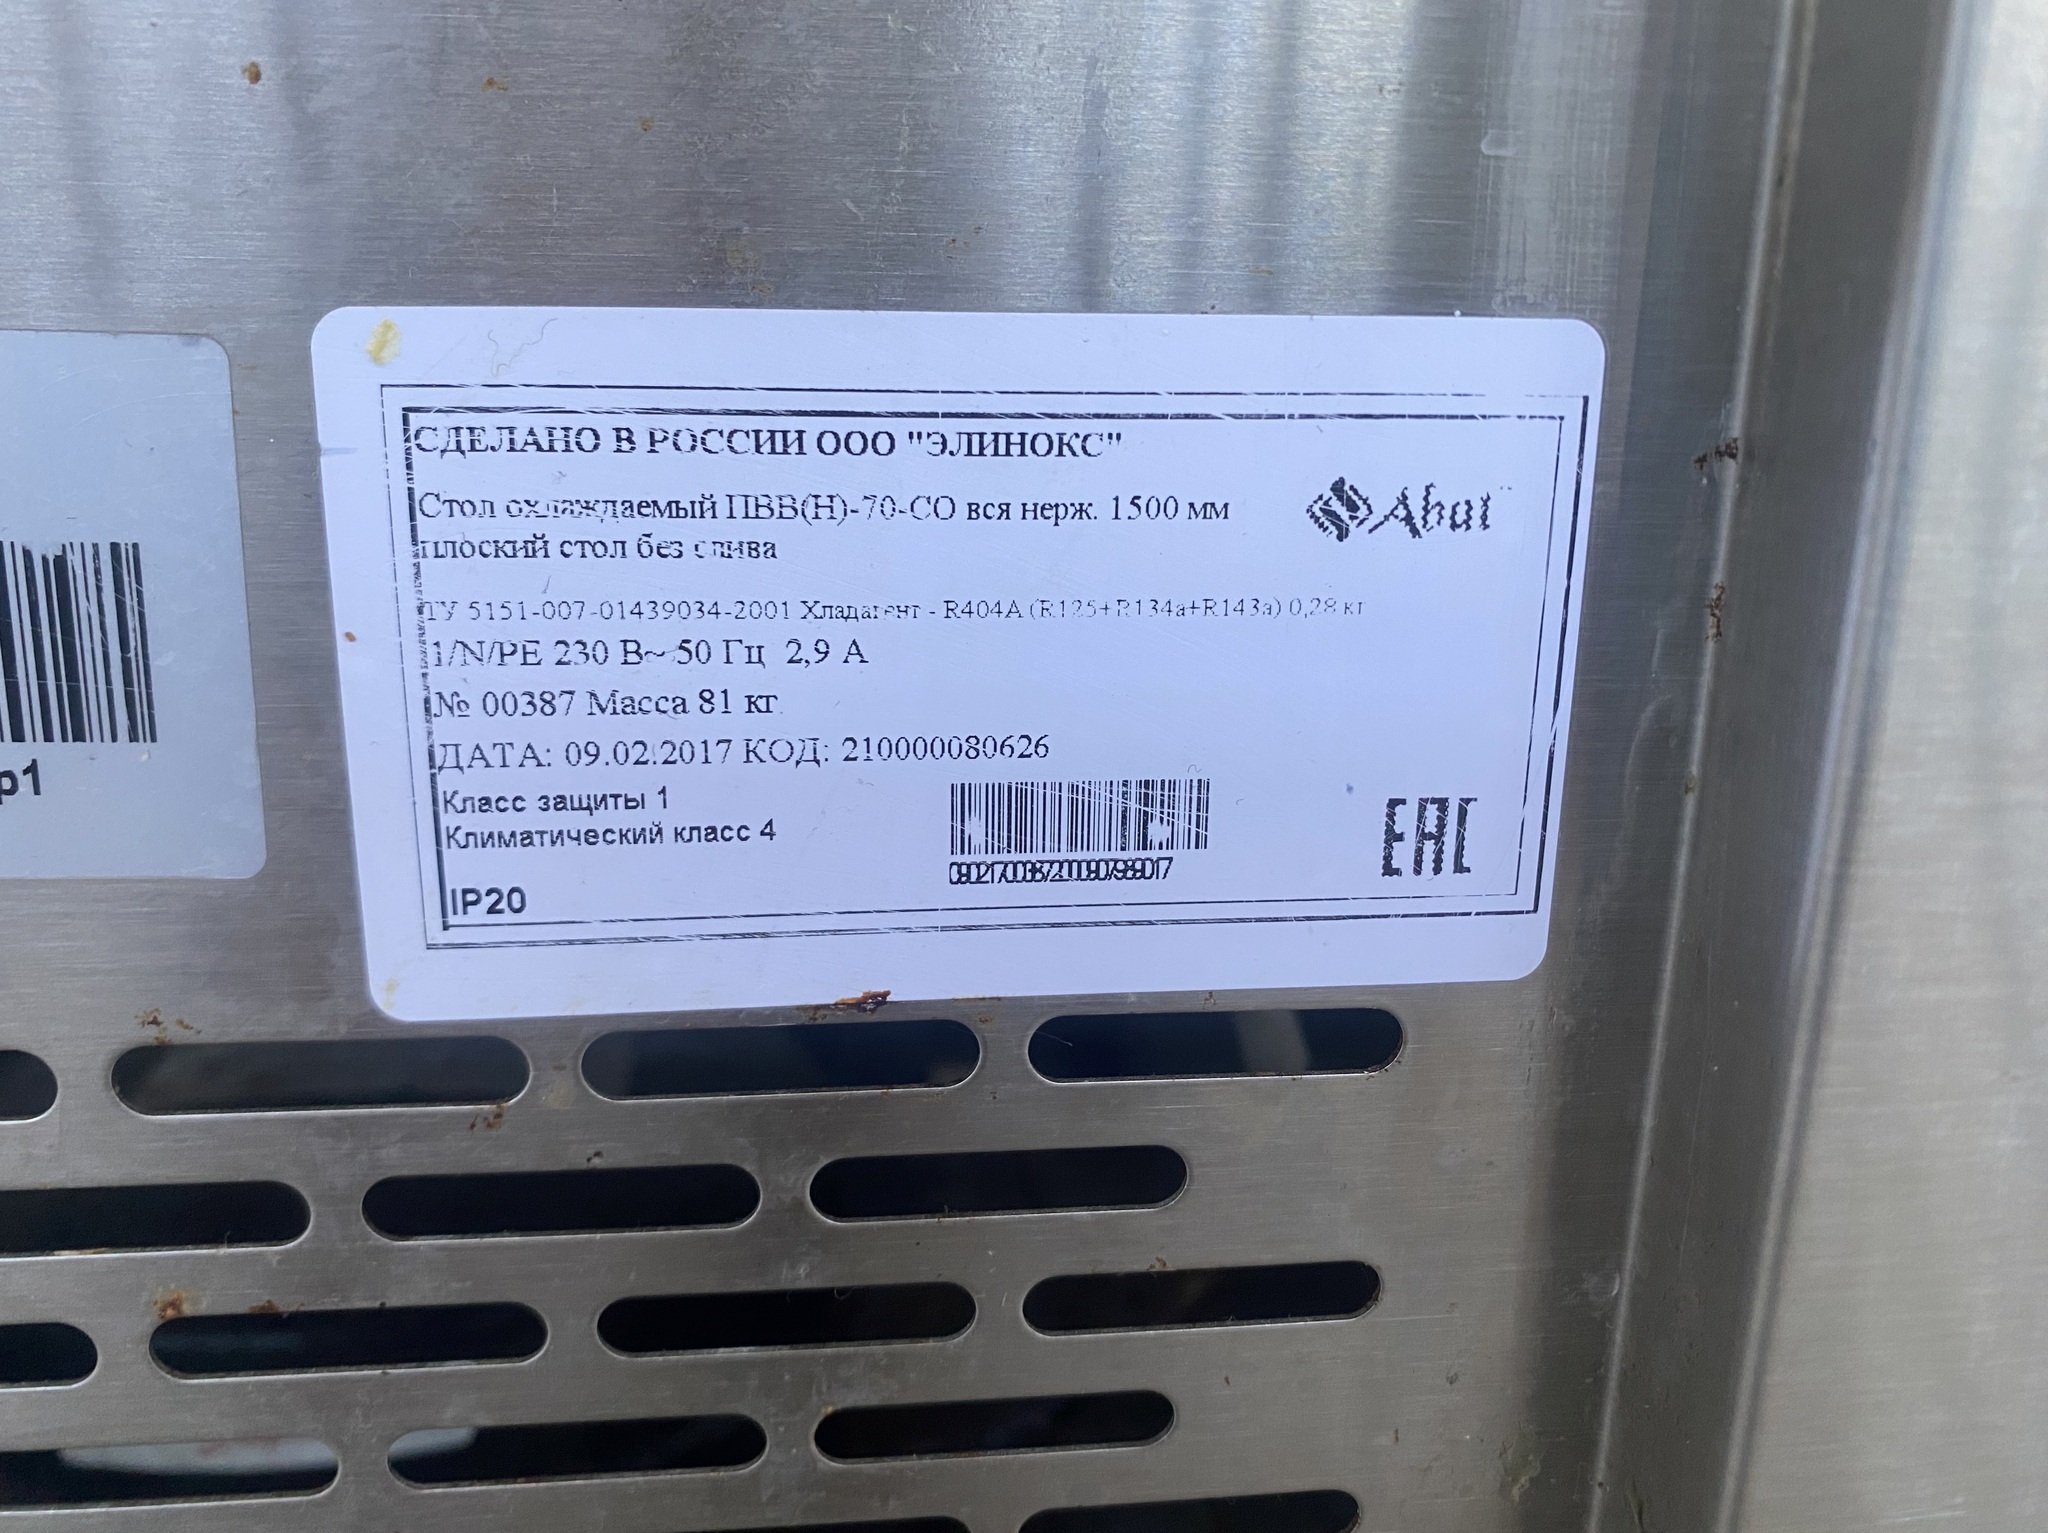 СДЕЛАНО В РОССИИ ООО "ЭЛИНОКС"
Стол охлаждаемый ПВВ(Н)-70-СО вся нерж. 1500 мм
плоский стол без слива
Abat
ТУ 5151-007-01439034-2001 Хладагент - R404A (R125+R134a+R143a) 0,28 кг
1/N/PE 230 В~ 50 Гц 2,9 А
№ 00387 Масса 81 кг
ДАТА: 09.02.2017 КОД: 210000080626
Класс защиты 1
Климатический класс 4
IP20
EAC
р1